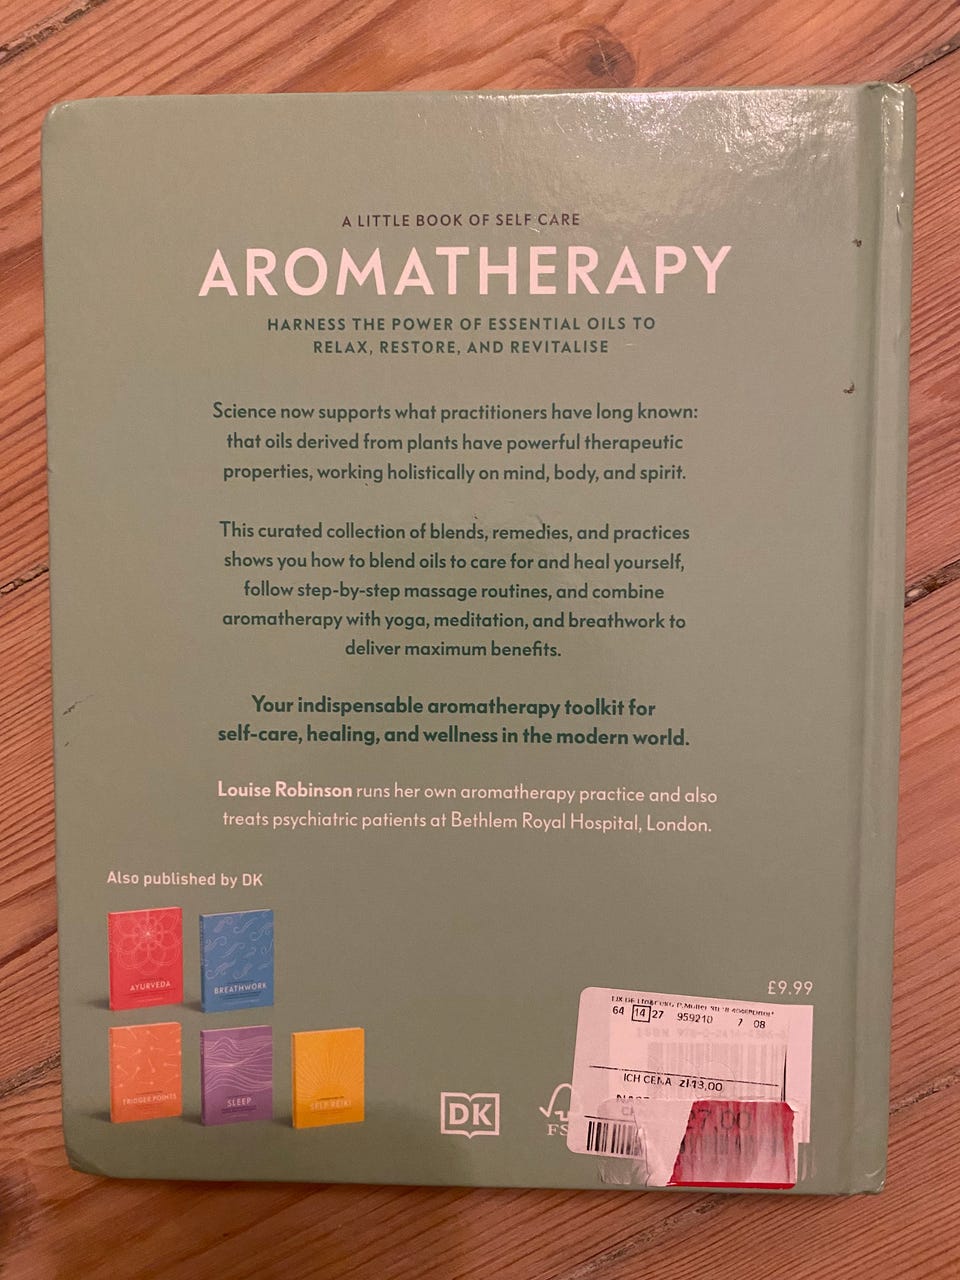 A LITTLE BOOK OF SELF CARE
AROMATHERAPY
HARNESS THE POWER OF ESSENTIAL OILS TO
RELAX, RESTORE, AND REVITALISE
Science now supports what practitioners have long known:
that oils derived from plants have powerful therapeutic
properties, working holistically on mind, body, and spirit.
This curated collection of blends, remedies, and practices
shows you how to blend oils to care for and heal yourself,
follow step-by-step massage routines, and combine
aromatherapy with yoga, meditation, and breathwork to
deliver maximum benefits.
Your indispensable aromatherapy toolkit for
self-care, healing, and wellness in the modern world.
Louise Robinson runs her own aromatherapy practice and also
treats psychiatric patients at Bethlem Royal Hospital, London.
Also published by DK
AYURVEDA
BREATHWORK
TRIGGER POINTS
SLEEP
SELF REIKI
DK
FS
£9.99
64 14 27 959210 7 08
ICH CENA zł43,00
7.00